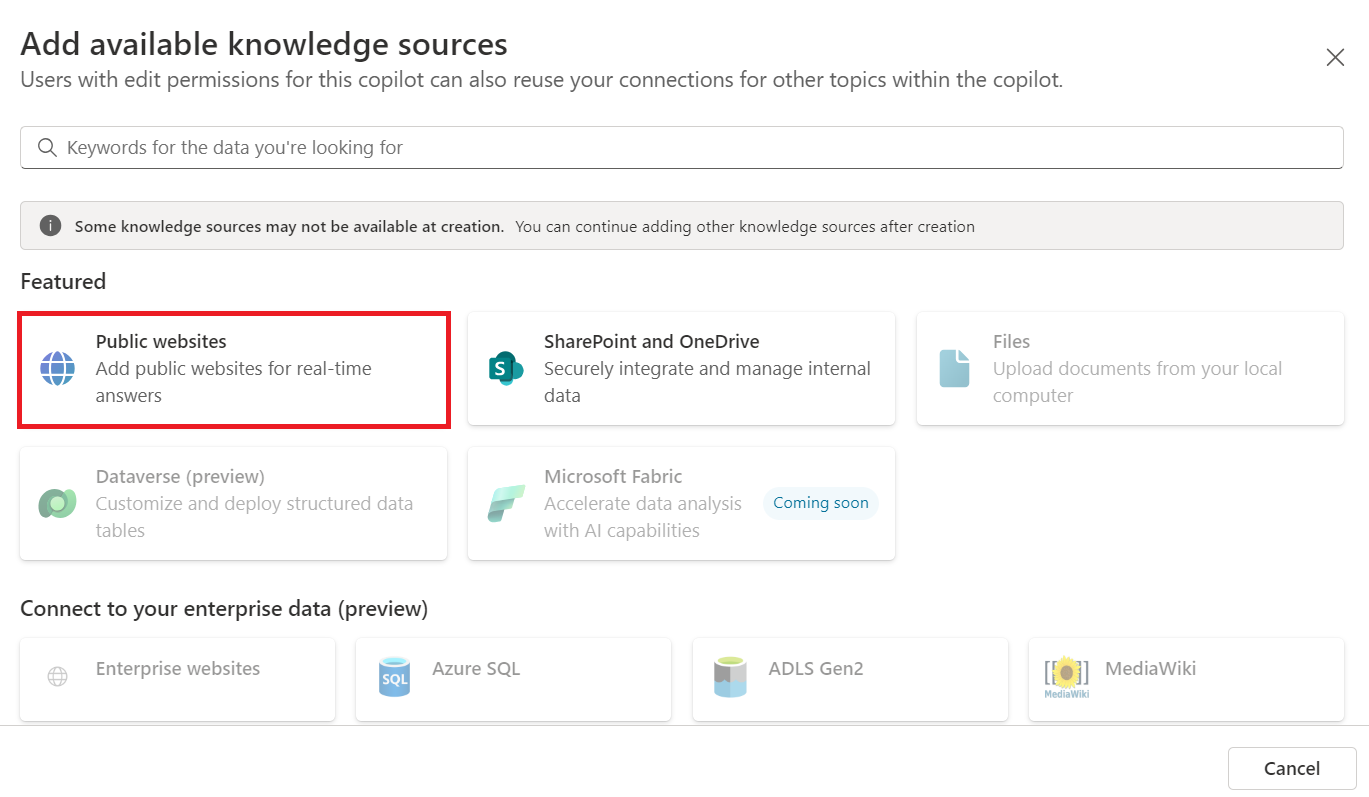 Add available knowledge sources
Users with edit permissions for this copilot can also reuse your connections for other topics within the copilot.
Keywords for the data you're looking for
Some knowledge sources may not be available at creation. You can continue adding other knowledge sources after creation
Featured
Public websites
Add public websites for real-time
answers
SharePoint and OneDrive
S
Securely integrate and manage internal
data
Files
Upload documents from your local
computer
Dataverse (preview)
Customize and deploy structured data
tables
Microsoft Fabric
Accelerate data analysis
with AI capabilities
Coming soon
Connect to your enterprise data (preview)
Enterprise websites
SQL
Azure SQL
ADLS Gen2
MediaWiki
MediaWiki
Cancel